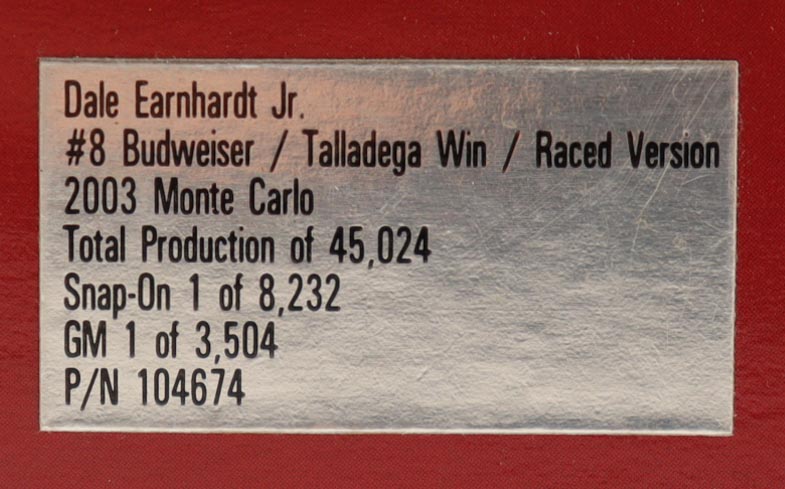 Dale Earnhardt Jr.
#8 Budweiser / Talladega Win / Raced Version
2003 Monte Carlo
Total Production of 45,024
Snap-On 1 of 8,232
GM 1 of 3,504
P/N 104674